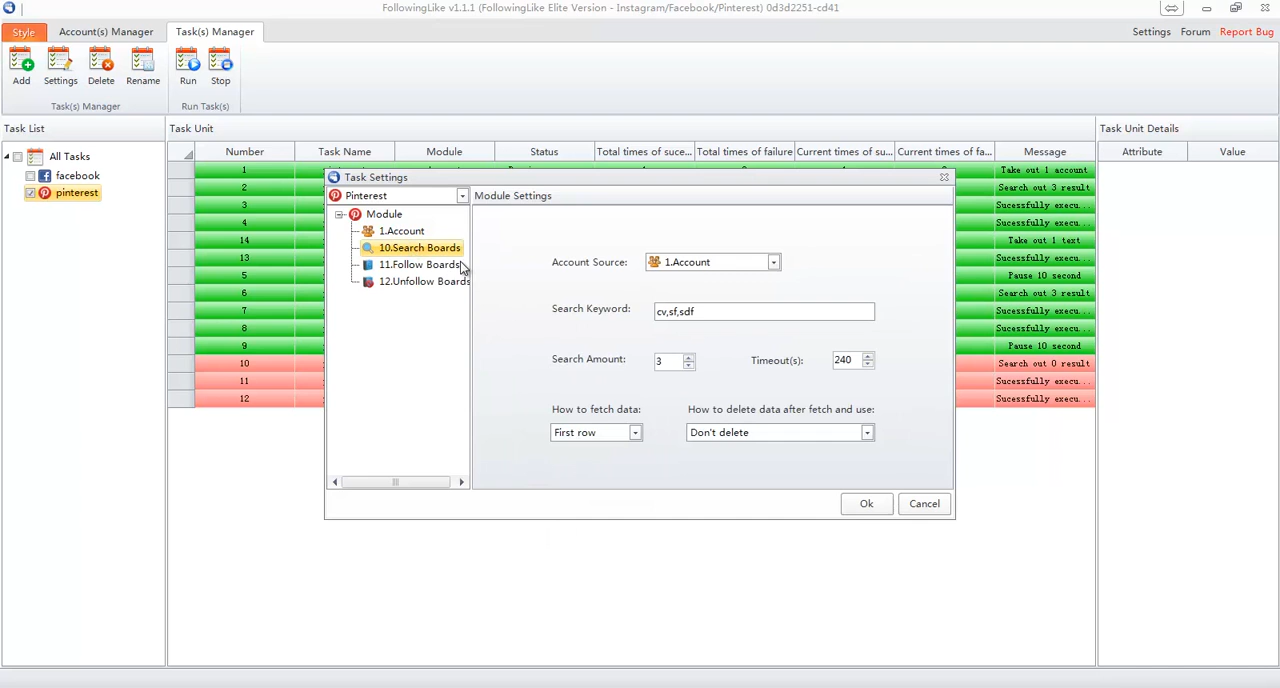 FollowingLike v1.1.1 (FollowingLike Elite Version - Instagram/Facebook/Pinterest) 0d3d2251-cd41
Style Account(s) Manager Task(s) Manager Settings Forum Report Bug
Add Settings Delete Rename Run Stop
Task(s) Manager Run Task(s)
Task List Task Unit Task Unit Details
All Tasks
facebook
pinterest
Number Task Name Module Status Total times of suce... Total times of failure Current times of su... Current times of fa... Message Attribute Value
1 Take out 1 account
2 Search out 3 result
3 Sucessfully execu...
4 Sucessfully execu...
14 Take out 1 text
13 Sucessfully execu...
5 Pause 10 second
6 Search out 3 result
7 Sucessfully execu...
8 Sucessfully execu...
9 Pause 10 second
10 Search out 0 result
11 Sucessfully execu...
12 Sucessfully execu...
Task Settings
Pinterest Module Settings
Module
1.Account
10.Search Boards
11.Follow Boards
12.Unfollow Boards
Account Source: 1.Account
Search Keyword: cv,sf,sdf
Search Amount: 3 Timeout(s): 240
How to fetch data: How to delete data after fetch and use:
First row Don't delete
Ok Cancel